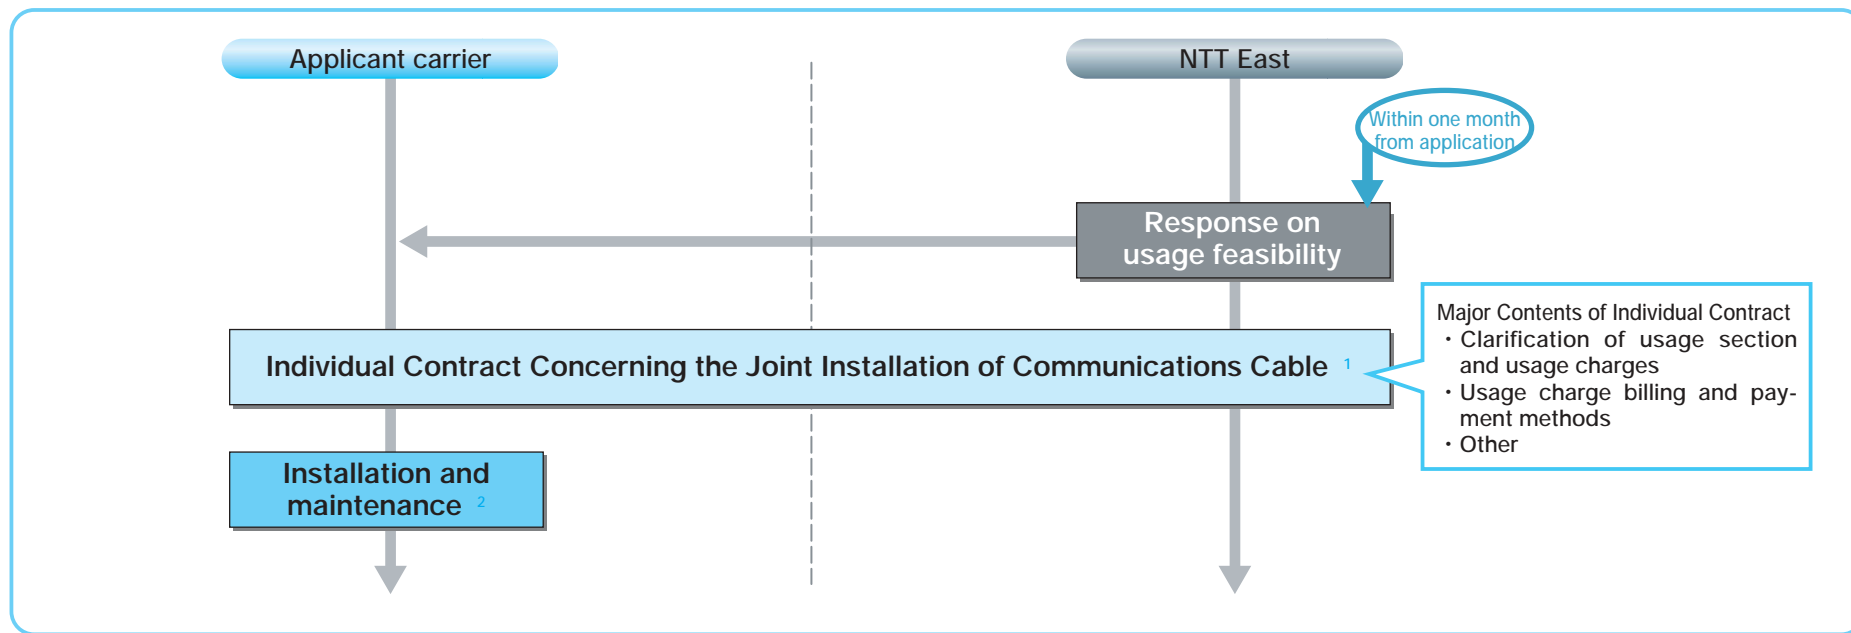 Applicant carrier
NTT East
Within one month
from application
Response on
usage feasibility
Individual Contract Concerning the Joint Installation of Communications Cable 1
Major Contents of Individual Contract
・Clarification of usage section
and usage charges
・Usage charge billing and pay-
ment methods
・Other
Installation and
maintenance 2